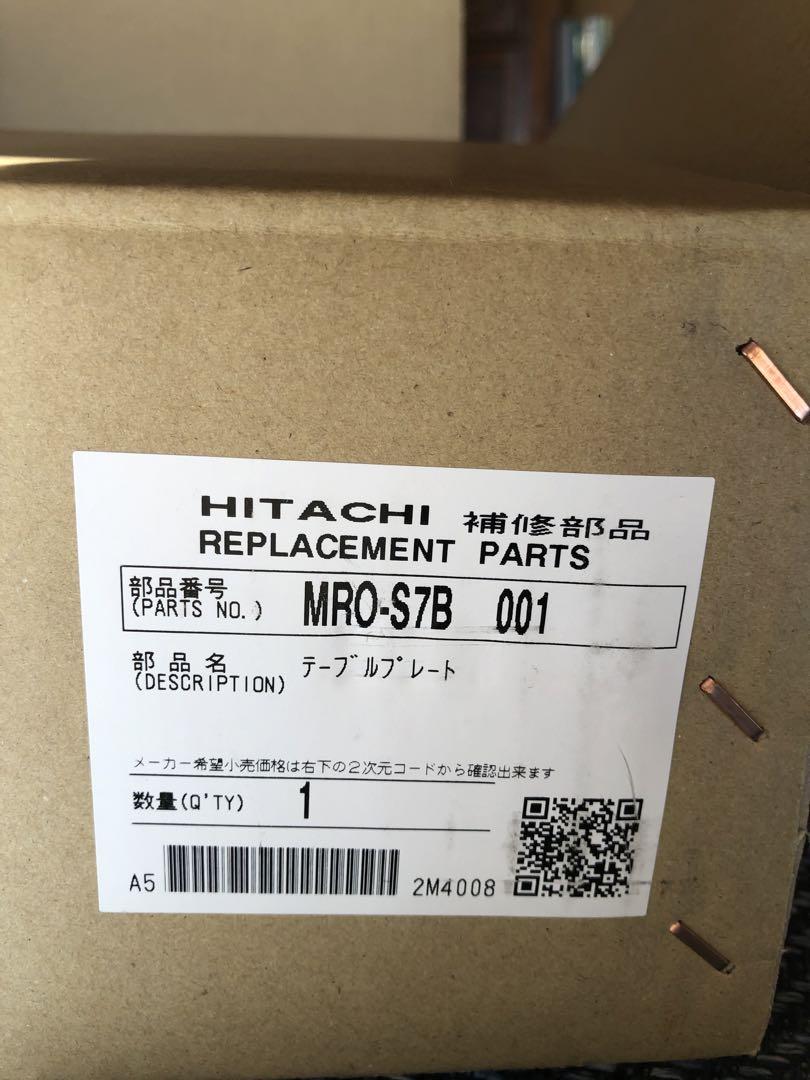 HITACHI 補修部品
REPLACEMENT PARTS
部品番号
(PARTS NO.) MRO-S7B 001
部品名 テーブルプレート
(DESCRIPTION)
メーカー希望小売価格は右下の2次元コードから確認出来ます
数量(Q'TY) 1
A5 2M4008